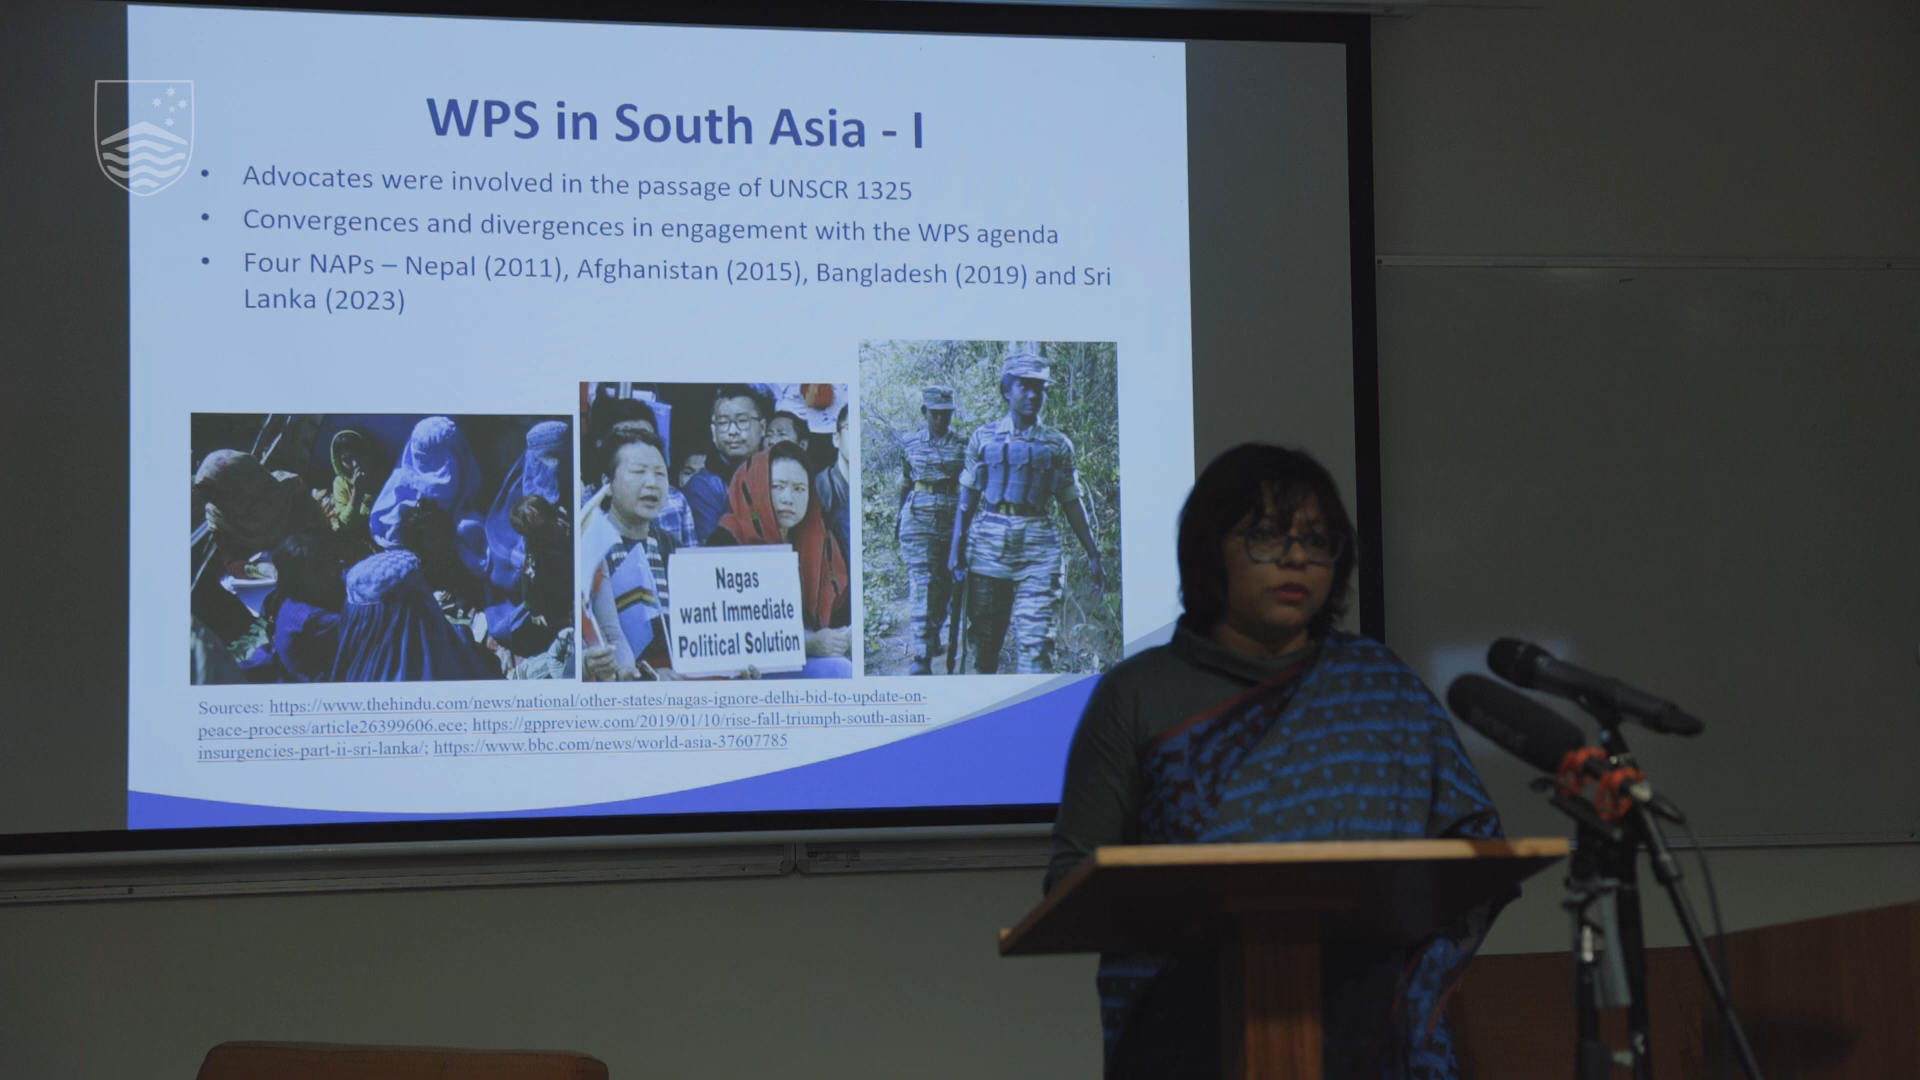 WPS in South Asia - I
• Advocates were involved in the passage of UNSCR 1325
• Convergences and divergences in engagement with the WPS agenda
• Four NAPs – Nepal (2011), Afghanistan (2015), Bangladesh (2019) and Sri
Lanka (2023)
Nagas
want Immediate
Political Solution
Sources: https://www.thehindu.com/news/national/other-states/nagas-ignore-delhi-bid-to-update-on-
peace-process/article26399606.ece; https://gppreview.com/2019/01/10/rise-fall-triumph-south-asian-
insurgencies-part-ii-sri-lanka/; https://www.bbc.com/news/world-asia-37607785